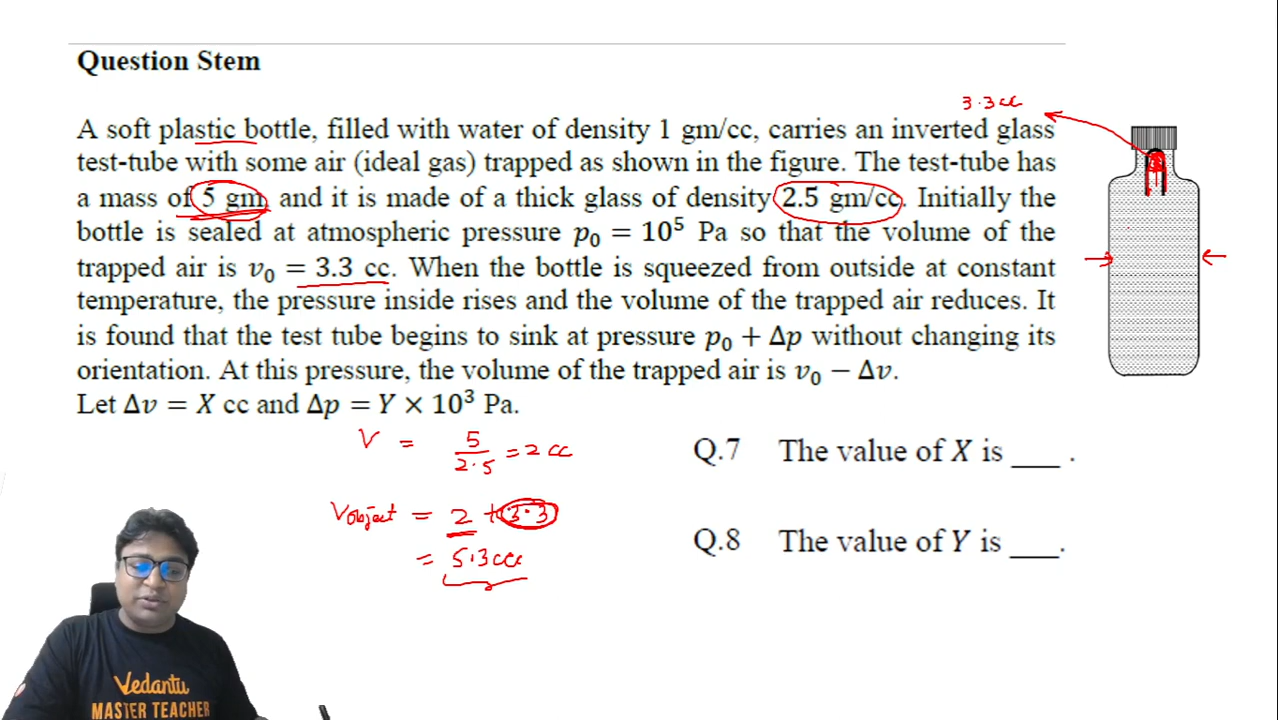 Question Stem
3.3cc
A soft plastic bottle, filled with water of density 1 gm/cc, carries an inverted glass
test-tube with some air (ideal gas) trapped as shown in the figure. The test-tube has
a mass of 5 gm, and it is made of a thick glass of density 2.5 gm/cc. Initially the
bottle is sealed at atmospheric pressure p₀ = 10⁵ Pa so that the volume of the
trapped air is v₀ = 3.3 cc. When the bottle is squeezed from outside at constant
temperature, the pressure inside rises and the volume of the trapped air reduces. It
is found that the test tube begins to sink at pressure p₀ + Δp without changing its
orientation. At this pressure, the volume of the trapped air is v₀ − Δv.
Let Δv = X cc and Δp = Y × 10³ Pa.
V = 5/2.5 = 2 cc
Vobject = 2 + 3.3
= 5.3 cc
Q.7 The value of X is ___ .
Q.8 The value of Y is ___.
Vedantu
MASTER TEACHER